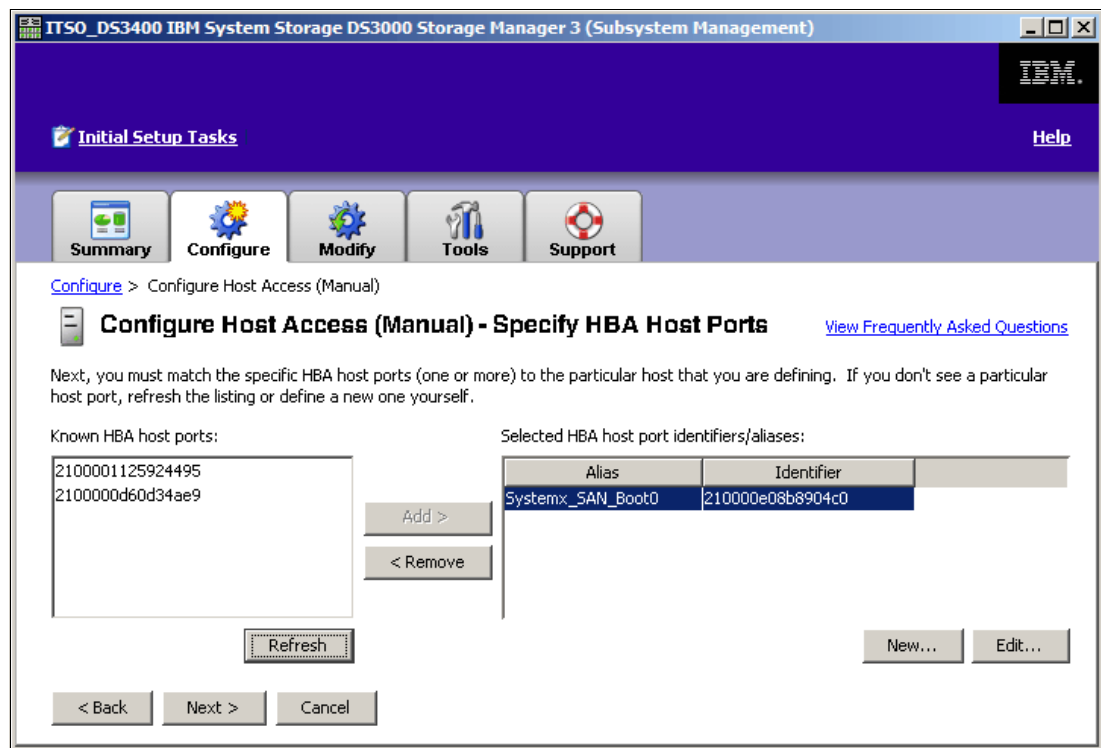 ITSO_DS3400 IBM System Storage DS3000 Storage Manager 3 (Subsystem Management)
IBM.
Initial Setup Tasks
Help
Summary
Configure
Modify
Tools
Support
Configure > Configure Host Access (Manual)
Configure Host Access (Manual) - Specify HBA Host Ports
View Frequently Asked Questions
Next, you must match the specific HBA host ports (one or more) to the particular host that you are defining. If you don't see a particular
host port, refresh the listing or define a new one yourself.
Known HBA host ports:
Selected HBA host port identifiers/aliases:
2100001125924495
2100000d60d34ae9
Add >
< Remove
Alias
Identifier
Systemx_SAN_Boot0
210000e08b8904c0
Refresh
New...
Edit...
< Back
Next >
Cancel